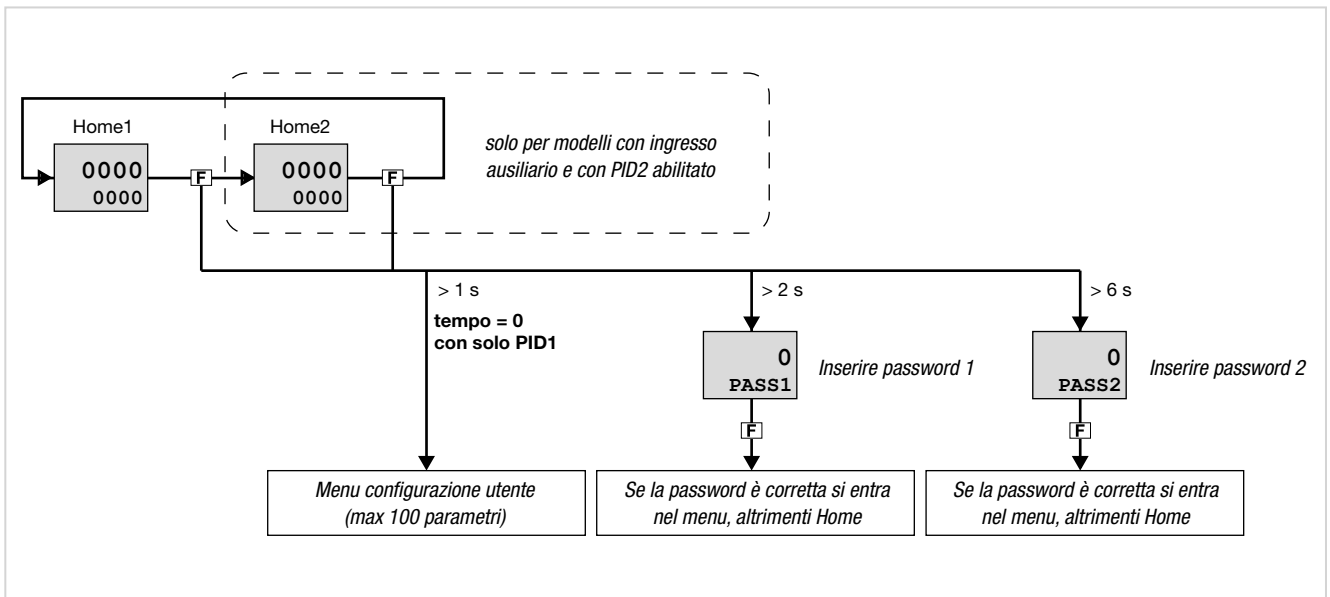 Home1
0000
0000
F
Home2
0000
0000
F
solo per modelli con ingresso
ausiliario e con PID2 abilitato
> 1 s
tempo = 0
con solo PID1
> 2 s
0
PASS1
Inserire password 1
F
> 6 s
0
PASS2
Inserire password 2
F
Menu configurazione utente
(max 100 parametri)
Se la password è corretta si entra
nel menu, altrimenti Home
Se la password è corretta si entra
nel menu, altrimenti Home